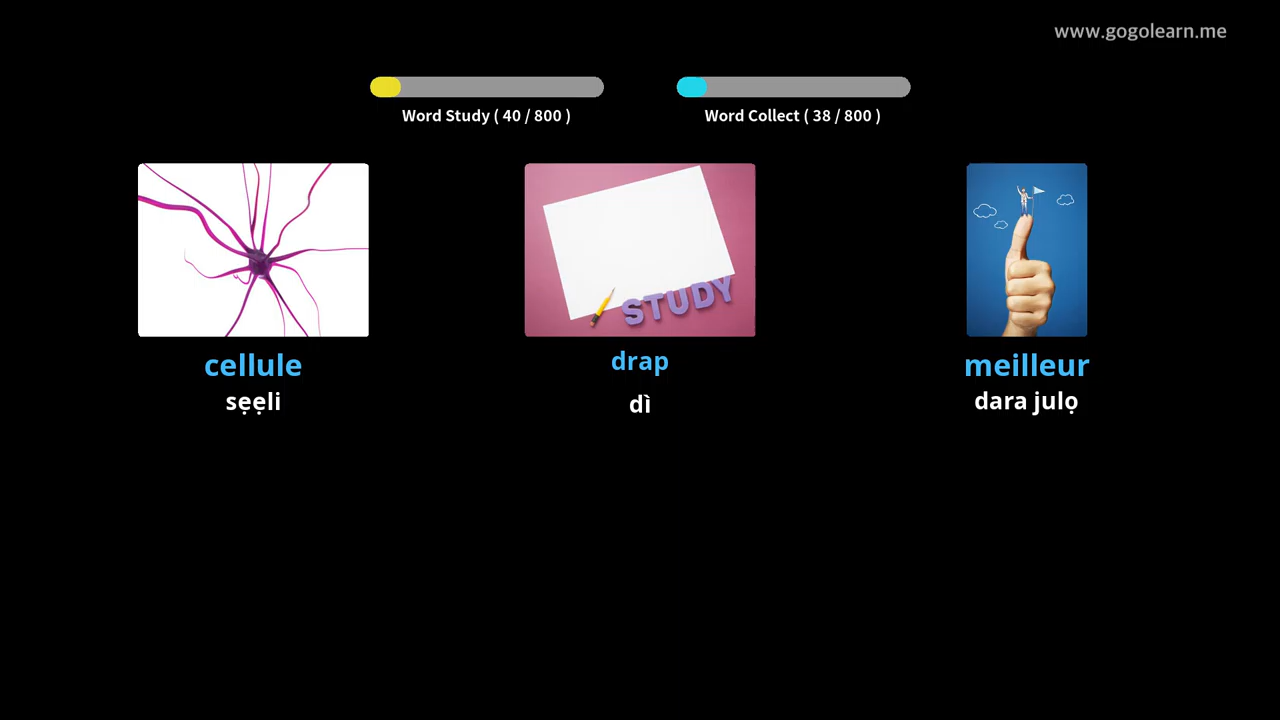 www.gogolearn.me
Word Study ( 40 / 800 )
Word Collect ( 38 / 800 )
STUDY
cellule
drap
meilleur
sẹẹli
dì
dara julọ